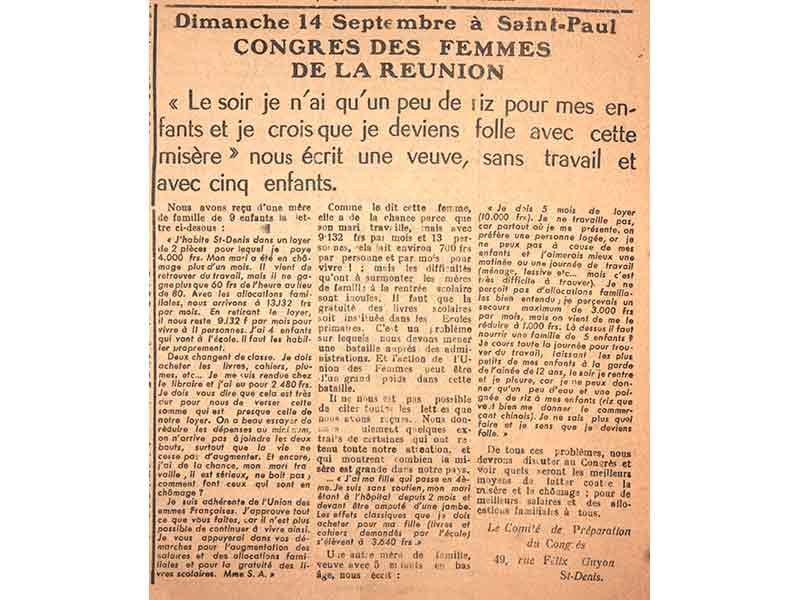 Dimanche 14 Septembre à Saint-Paul
CONGRES DES FEMMES
DE LA REUNION
« Le soir je n'ai qu'un peu de riz pour mes en-
fants et je crois que je deviens folle avec cette
misère » nous écrit une veuve, sans travail et
avec cinq enfants.
Nous avons reçu d'une mère
de famille de 9 enfants la let-
tre ci-desous :
« J'habite St-Denis dans un loyer
de 2 pièces pour lequel je paye
4.000 frs. Mon mari a été en chô-
mage plus d'un mois. Il vient de
retrouver du travail, mais il ne ga-
gne plus que 60 frs de l'heure au lieu
de 80. Avec les allocations fami-
liales, nous arrivons à 13.132 frs
par mois. En retirant le loyer,
il nous reste 9.132 f par mois pour
vivre à 11 personnes. J'ai 4 enfants
qui vont à l'école. Il faut les habil-
ler proprement.
Deux changent de classe. Je dois
acheter les livres, cahiers, plu-
mes, etc... Je me suis rendue chez
le libraire et j'ai eu pour 2 480 frs.
Je dois vous dire que cela est très
dur pour nous de verser cette
somme qui est presque celle de
notre loyer. On a beau essayer de
réduire les dépenses au minimum,
on n'arrive pas à joindre les deux
bouts, surtout que la vie ne
cesse pas d'augmenter. Et encore,
j'ai de la chance, mon mari tra-
vaille, il est sérieux, ne boit pas ;
comment font ceux qui sont en
chômage ?
Je suis adhérente de l'Union des
emmes Françaises. J'approuve tout
ce que vous faites, car il n'est plus
possible de continuer à vivre ainsi.
Je vous appuyerai dans vos dé-
marches pour l'augmentation des
salaires et des allocations fami-
liales et pour la gratuité des li-
vres scolaires. Mme S. A. »
Comme le dit cette femme,
elle a de la chance parce que
son mari travaille, mais avec
9.132 frs par mois et 13 per-
sonnes, cela fait environ 700 frs
par personne et par mois pour
vivre ! ; mais les difficultés
qu'ont à surmonter les mères
de famille à la rentrée scolaire
sont inouïes. Il faut que la
gratuité des livres scolaires
soit instituée dans les Ecoles
primaires. C'est un problème
sur lequel nous devons mener
une bataille auprès des admi-
nistrations. Et l'action de l'U-
nion des Femmes peut être
d'un grand poids dans cette
bataille.
Il ne nous est pas possible
de citer toutes les lettres que
nous avons reçues. Nous don-
nons seulement quelques ex-
traits de certaines qui ont re-
tenu toute notre attention, et
qui montrent combien la mi-
sère est grande dans notre pays.
... « J'ai ma fille qui passe en 4è-
me. Je suis sans soutien, mon mari
étant à l'hôpital depuis 2 mois et
devant être amputé d'une jambe.
Les effets classiques que je dois
acheter pour ma fille (livres et
cahiers demandés par l'école)
s'élèvent à 3.640 frs »
Une autre mère de famille,
veuve avec 5 enfants en bas
âge, nous écrit :
« Je dois 5 mois de loyer
(10.000 frs). Je ne travaille pas,
car partout où je me présente, on
préfère une personne logée, or je
ne peux pas à cause de mes
enfants et j'aimerais mieux une
matinée ou une journée de travail
(ménage, lessive etc... mais c'est
très difficile à trouver). Je ne
perçoit pas d'allocations familia-
les bien entendu ; je percevais un
secours maximum de 3.000 frs
par mois, mais on vient de me le
réduire à 1.000 frs. Là dessus il faut
nourrir une famille de 5 enfants ?
Je cours toute la journée pour trou-
ver du travail, laissant les plus
petits de mes enfants à la garde
de l'aînée de 12 ans, le soir je rentre
et je pleure, car je ne peux don-
ner qu'un peu d'eau et une poi-
gnée de riz à mes enfants (riz que
veut bien me donner le commer-
çant chinois). Je ne sais plus quel
faire et je sens que je deviens
folle. »
De tous ces problèmes, nous
devrons discuter au Congrès et
voir quels seront les meilleurs
moyens de lutter contre la
misère et le chômage ; pour de
meilleurs salaires et des allo-
cations familiales à tous.
Le Comité de Préparation
du Congrès
49, rue Félix Guyon
St-Denis.